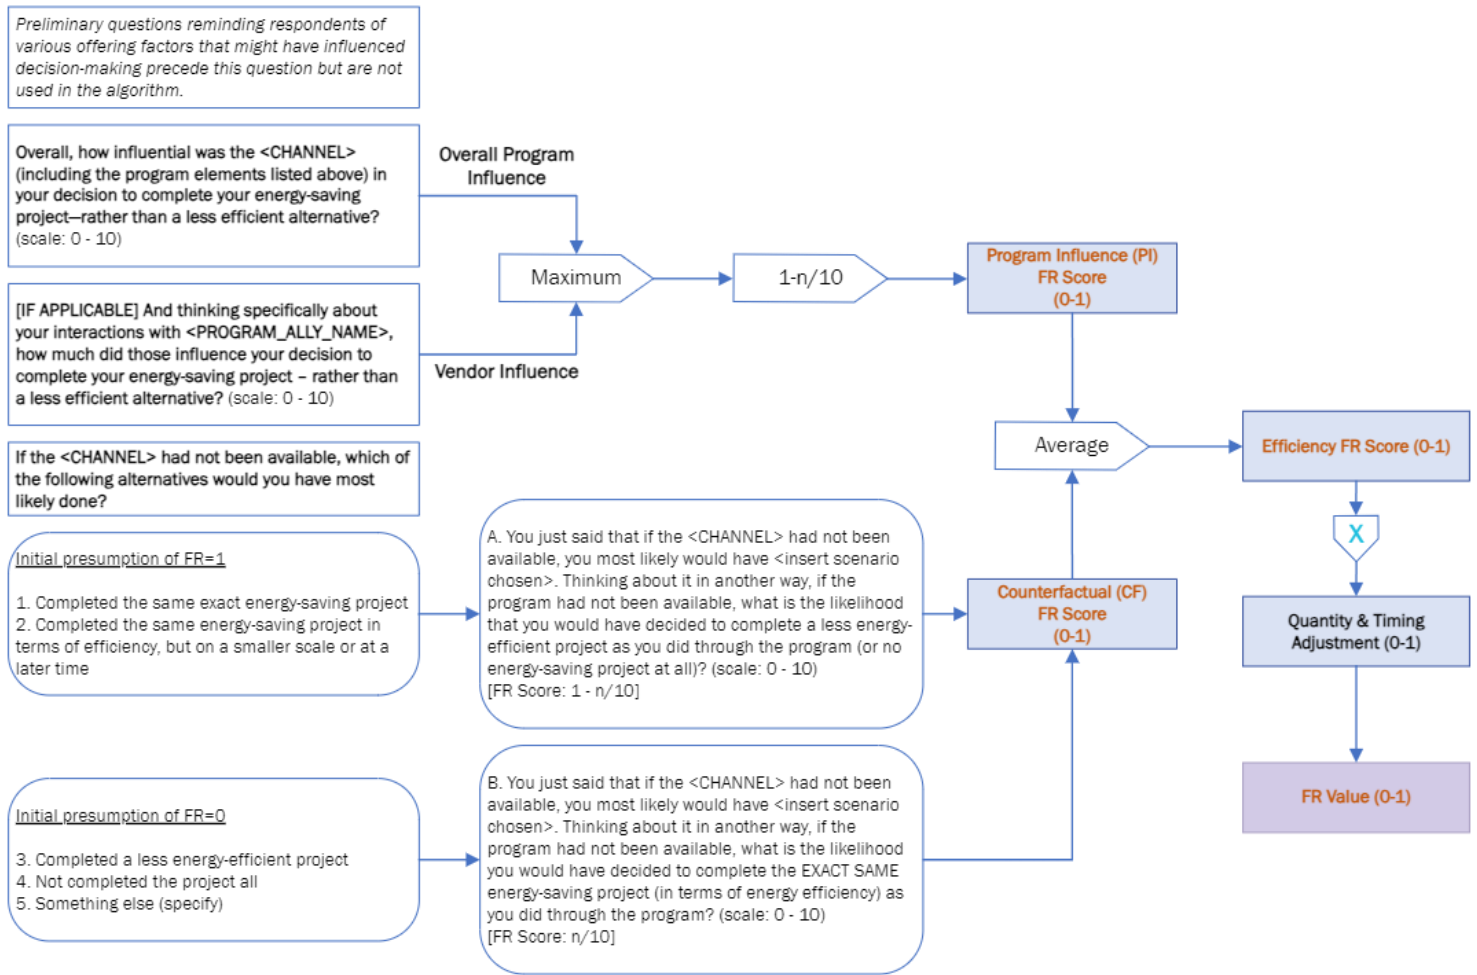 Preliminary questions reminding respondents of
various offering factors that might have influenced
decision-making precede this question but are not
used in the algorithm.
Overall, how influential was the <CHANNEL>
(including the program elements listed above) in
your decision to complete your energy-saving
project—rather than a less efficient alternative?
(scale: 0 - 10)
Overall Program
Influence
[IF APPLICABLE] And thinking specifically about
your interactions with <PROGRAM_ALLY_NAME>,
how much did those influence your decision to
complete your energy-saving project – rather than
a less efficient alternative? (scale: 0 - 10)
Vendor Influence
Maximum
1-n/10
Program Influence (PI)
FR Score
(0-1)
If the <CHANNEL> had not been available, which of
the following alternatives would you have most
likely done?
Initial presumption of FR=1
1. Completed the same exact energy-saving project
2. Completed the same energy-saving project in
terms of efficiency, but on a smaller scale or at a
later time
A. You just said that if the <CHANNEL> had not been
available, you most likely would have <insert scenario
chosen>. Thinking about it in another way, if the
program had not been available, what is the likelihood
that you would have decided to complete a less energy-
efficient project as you did through the program (or no
energy-saving project at all)? (scale: 0 - 10)
[FR Score: 1 - n/10]
Initial presumption of FR=0
3. Completed a less energy-efficient project
4. Not completed the project all
5. Something else (specify)
B. You just said that if the <CHANNEL> had not been
available, you most likely would have <insert scenario
chosen>. Thinking about it in another way, if the
program had not been available, what is the likelihood
you would have decided to complete the EXACT SAME
energy-saving project (in terms of energy efficiency) as
you did through the program? (scale: 0 - 10)
[FR Score: n/10]
Counterfactual (CF)
FR Score
(0-1)
Average
Efficiency FR Score (0-1)
X
Quantity & Timing
Adjustment (0-1)
FR Value (0-1)